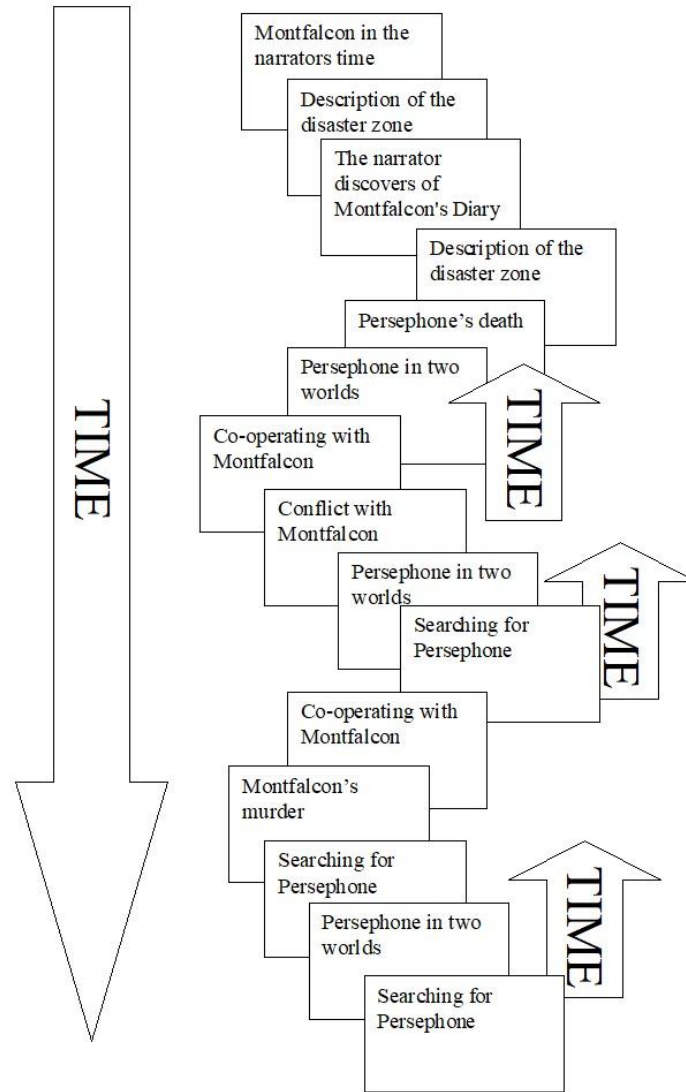 Montfalcon in the
narrators time
Description of the
disaster zone
The narrator
discovers of
Montfalcon's Diary
Description of the
disaster zone
Persephone's death
Persephone in two
worlds
TIME
TIME
Co-operating with
Montfalcon
Conflict with
Montfalcon
Persephone in two
worlds
TIME
Searching for
Persephone
Co-operating with
Montfalcon
Montfalcon's
murder
Searching for
Persephone
TIME
Persephone in two
worlds
Searching for
Persephone